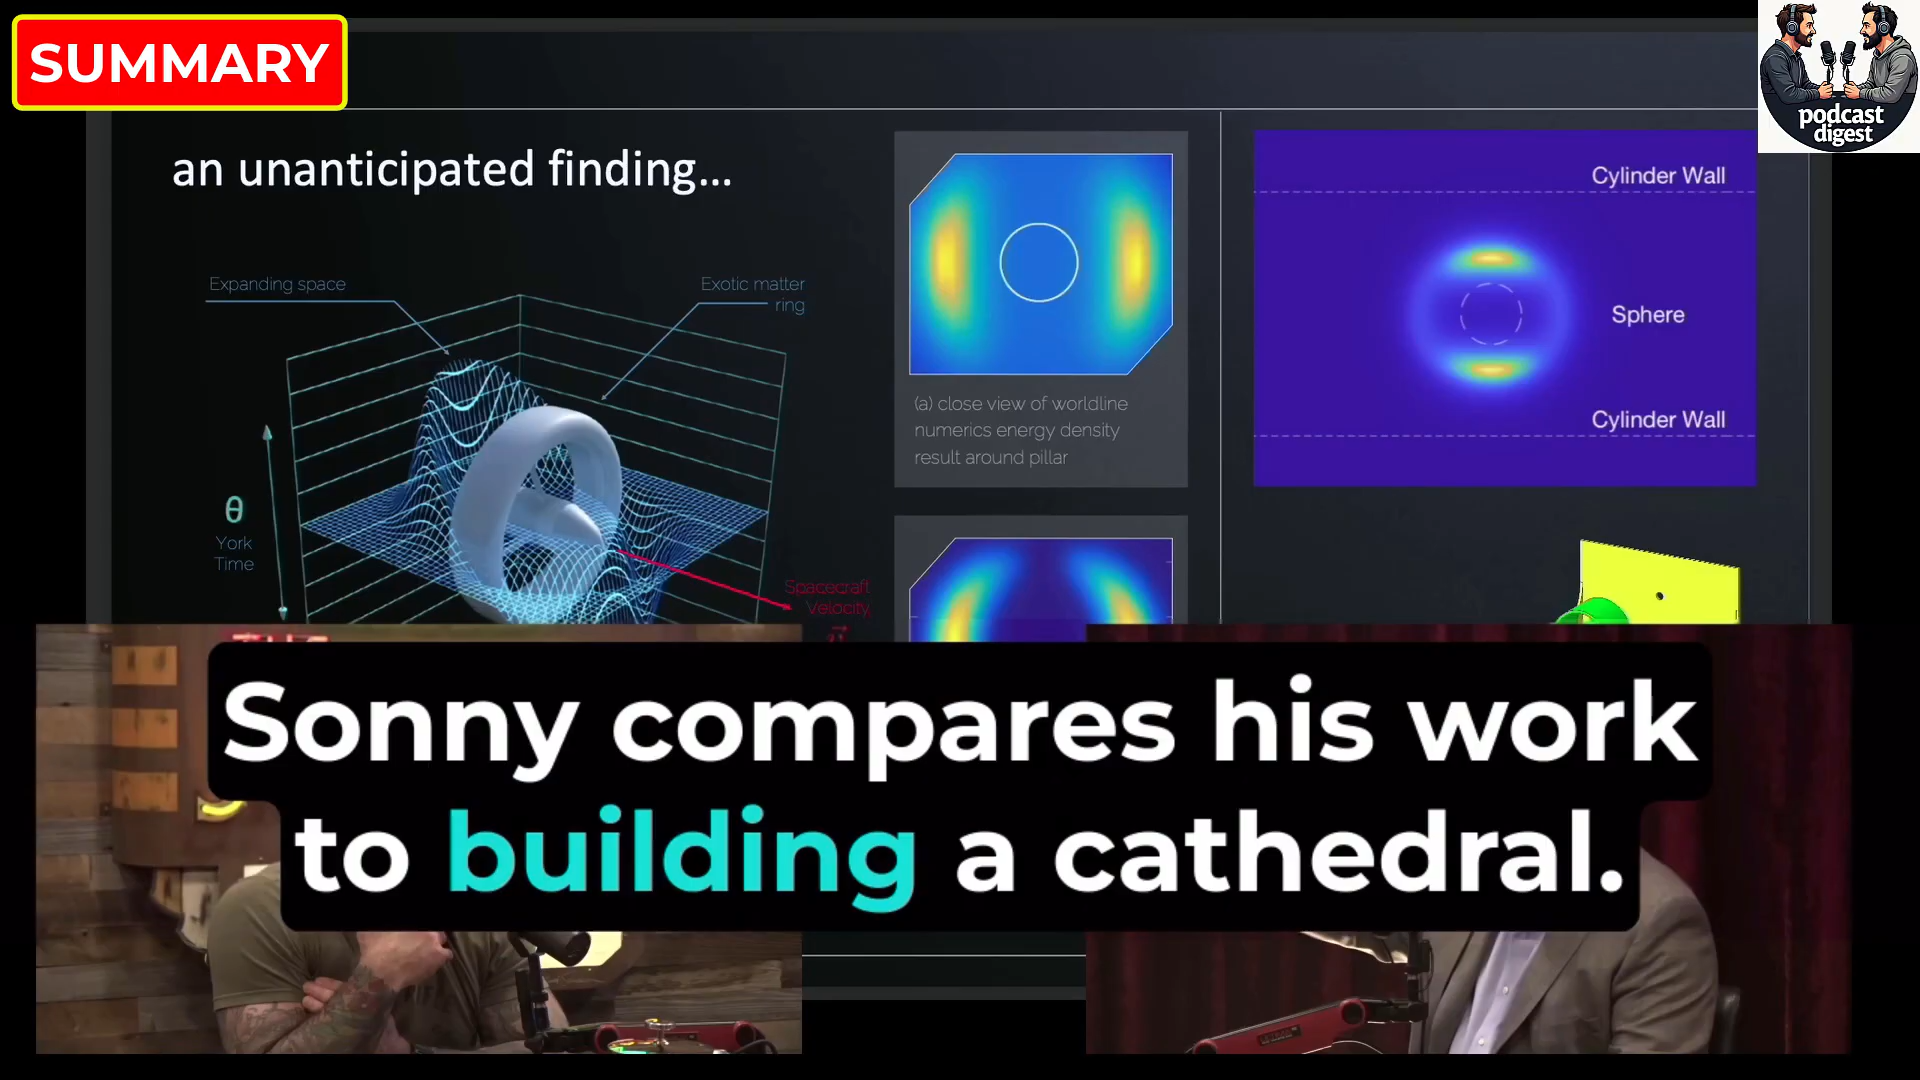 SUMMARY
podcast
digest
an unanticipated finding...
Expanding space
Exotic matter
ring
θ
York
Time
Spacecraft
Velocity
(a) close view of worldline
numerics energy density
result around pillar
Cylinder Wall
Sphere
Cylinder Wall
Sonny compares his work
to building a cathedral.